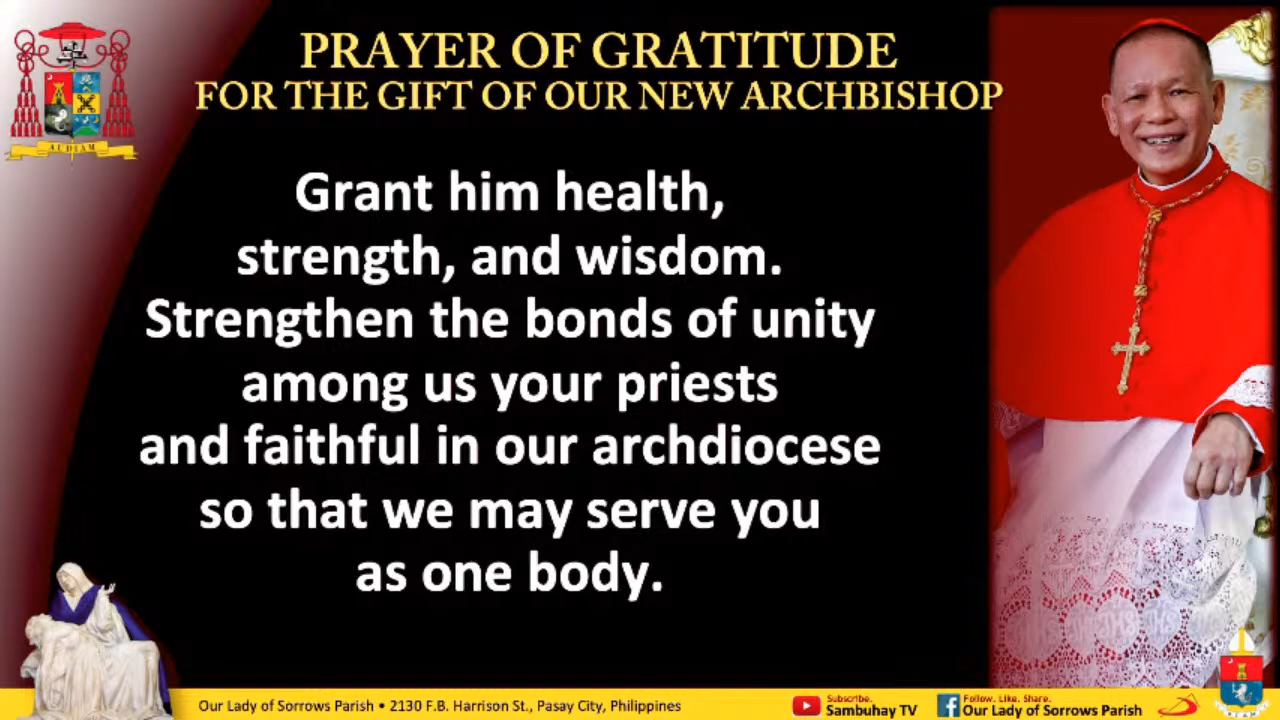 PRAYER OF GRATITUDE
FOR THE GIFT OF OUR NEW ARCHBISHOP
AUDIAM
Grant him health,
strength, and wisdom.
Strengthen the bonds of unity
among us your priests
and faithful in our archdiocese
so that we may serve you
as one body.
Our Lady of Sorrows Parish • 2130 F.B. Harrison St., Pasay City, Philippines
Subscribe.
Sambuhay TV
Follow. Like. Share.
Our Lady of Sorrows Parish